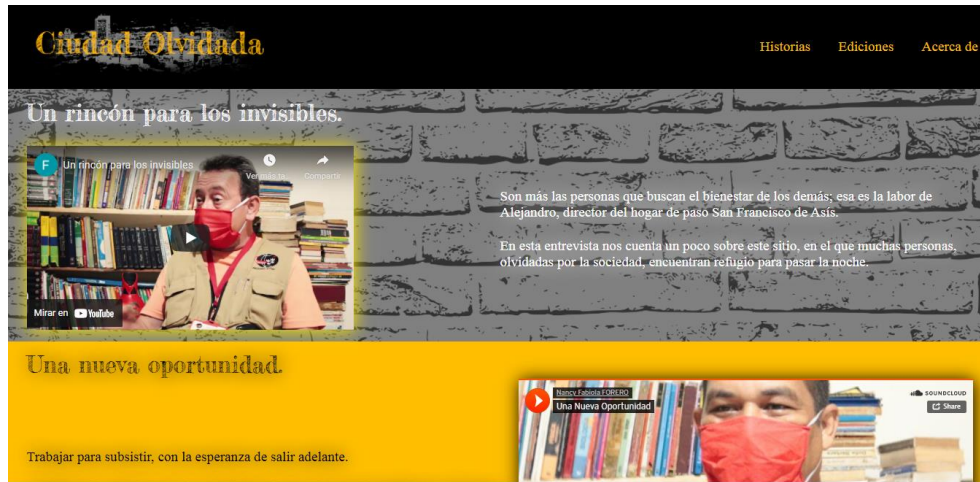 Ciudad Olvidada
Historias Ediciones Acerca de
Un rincón para los invisibles.
F Un rincón para los invisibles
Ver más ta... Compartir
Mirar en YouTube
Son más las personas que buscan el bienestar de los demás; esa es la labor de
Alejandro, director del hogar de paso San Francisco de Asís.
En esta entrevista nos cuenta un poco sobre este sitio, en el que muchas personas,
olvidadas por la sociedad, encuentran refugio para pasar la noche.
Una nueva oportunidad.
Trabajar para subsistir, con la esperanza de salir adelante.
Nancy Fabiola FORERO
Una Nueva Oportunidad
SOUNDCLOUD
Share